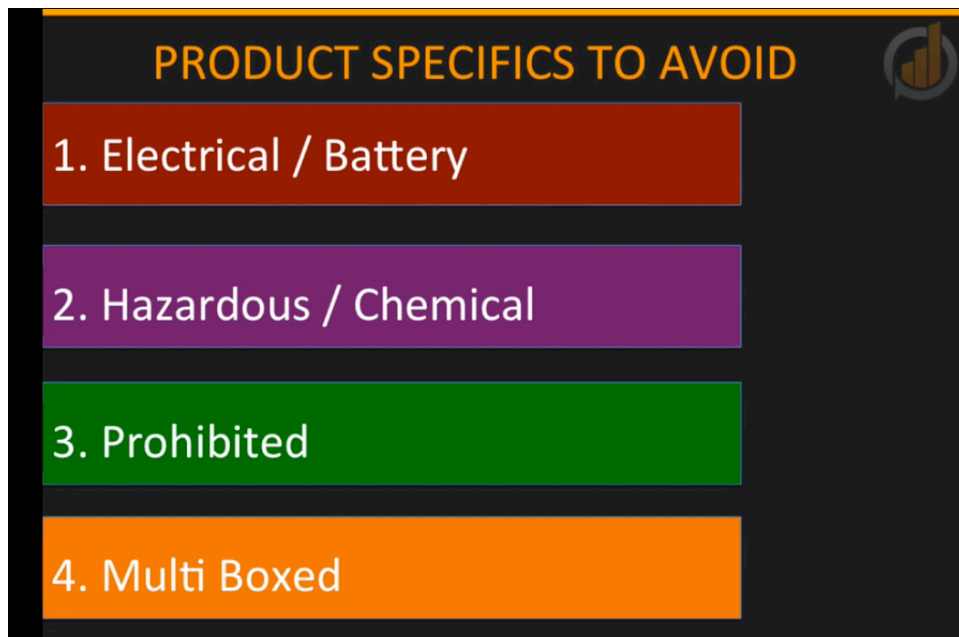 PRODUCT SPECIFICS TO AVOID
1. Electrical / Battery
2. Hazardous / Chemical
3. Prohibited
4. Multi Boxed